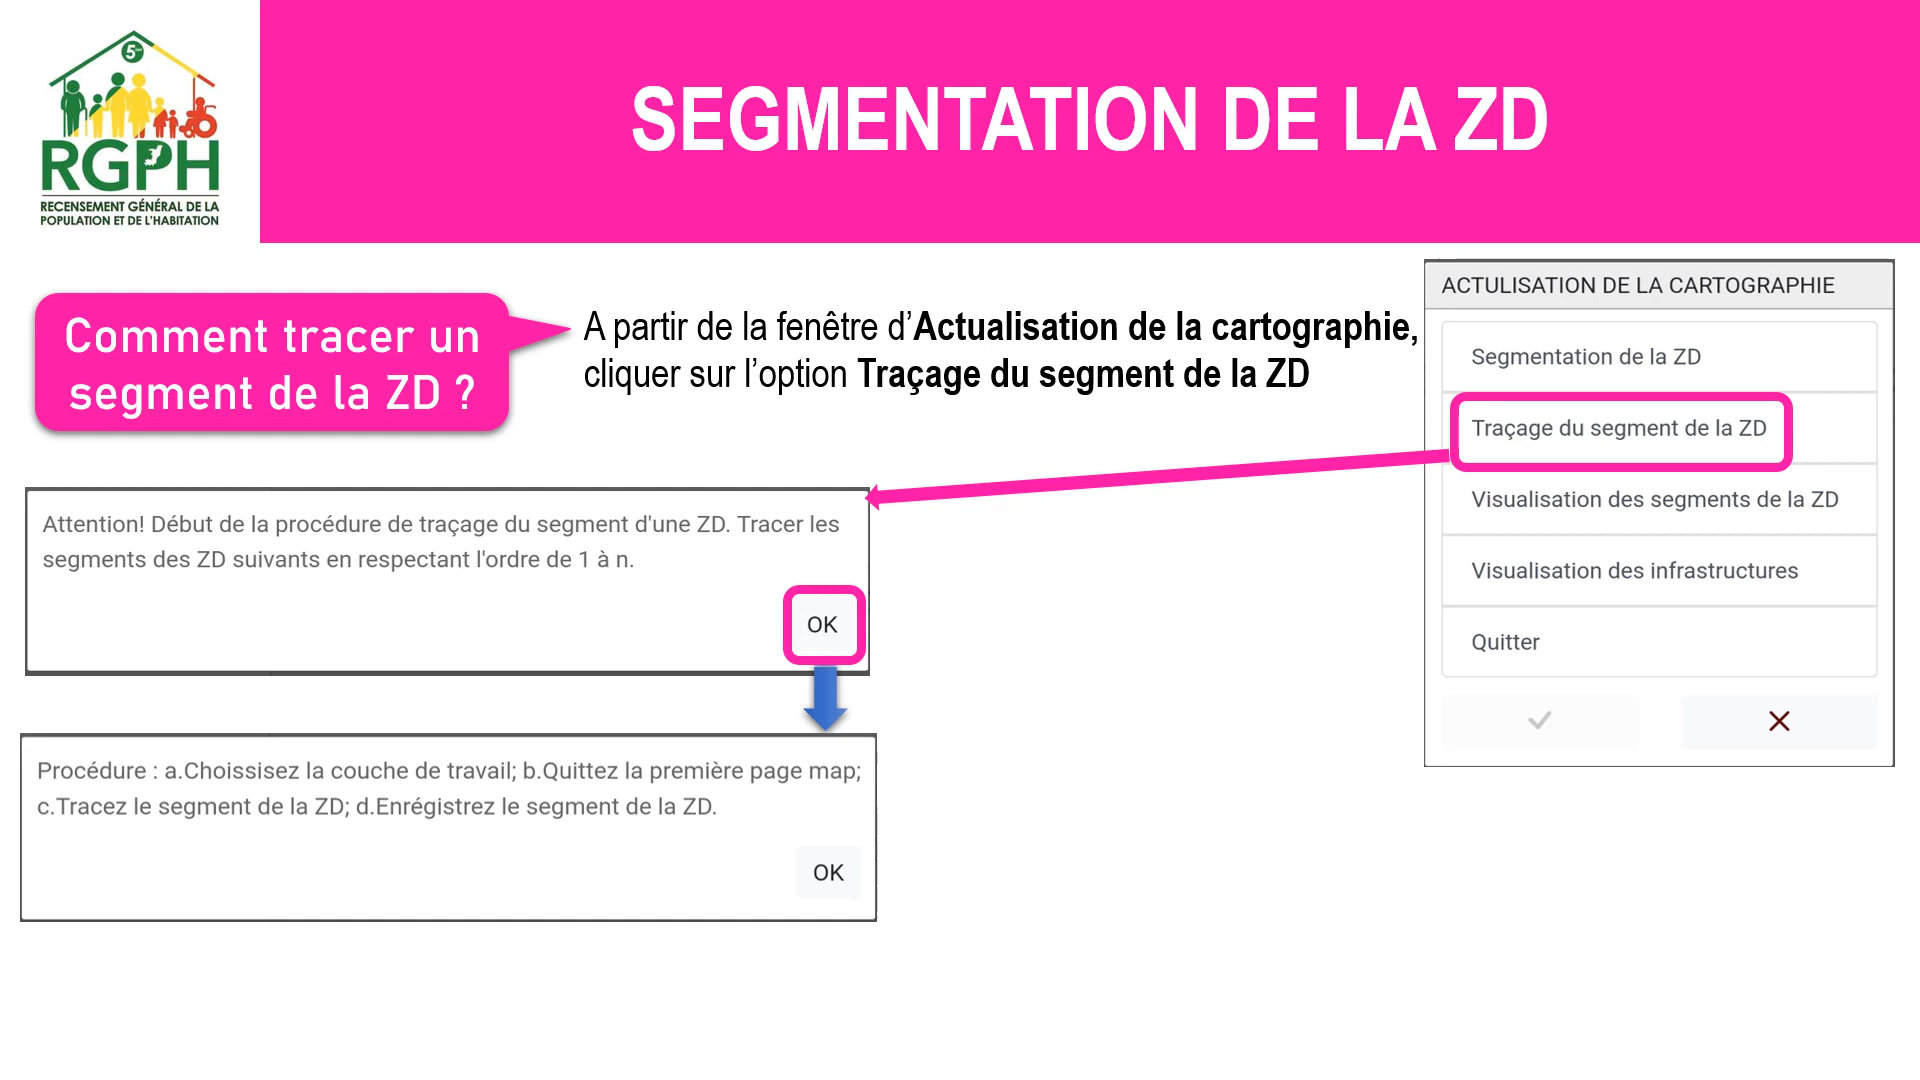 5ème
RGPH
RECENSEMENT GÉNÉRAL DE LA
POPULATION ET DE L'HABITATION
SEGMENTATION DE LA ZD
Comment tracer un
segment de la ZD ?
A partir de la fenêtre d’Actualisation de la cartographie,
cliquer sur l’option Traçage du segment de la ZD
ACTULISATION DE LA CARTOGRAPHIE
Segmentation de la ZD
Traçage du segment de la ZD
Visualisation des segments de la ZD
Visualisation des infrastructures
Quitter
Attention! Début de la procédure de traçage du segment d'une ZD. Tracer les
segments des ZD suivants en respectant l'ordre de 1 à n.
OK
Procédure : a.Choissisez la couche de travail; b.Quittez la première page map;
c.Tracez le segment de la ZD; d.Enrégistrez le segment de la ZD.
OK